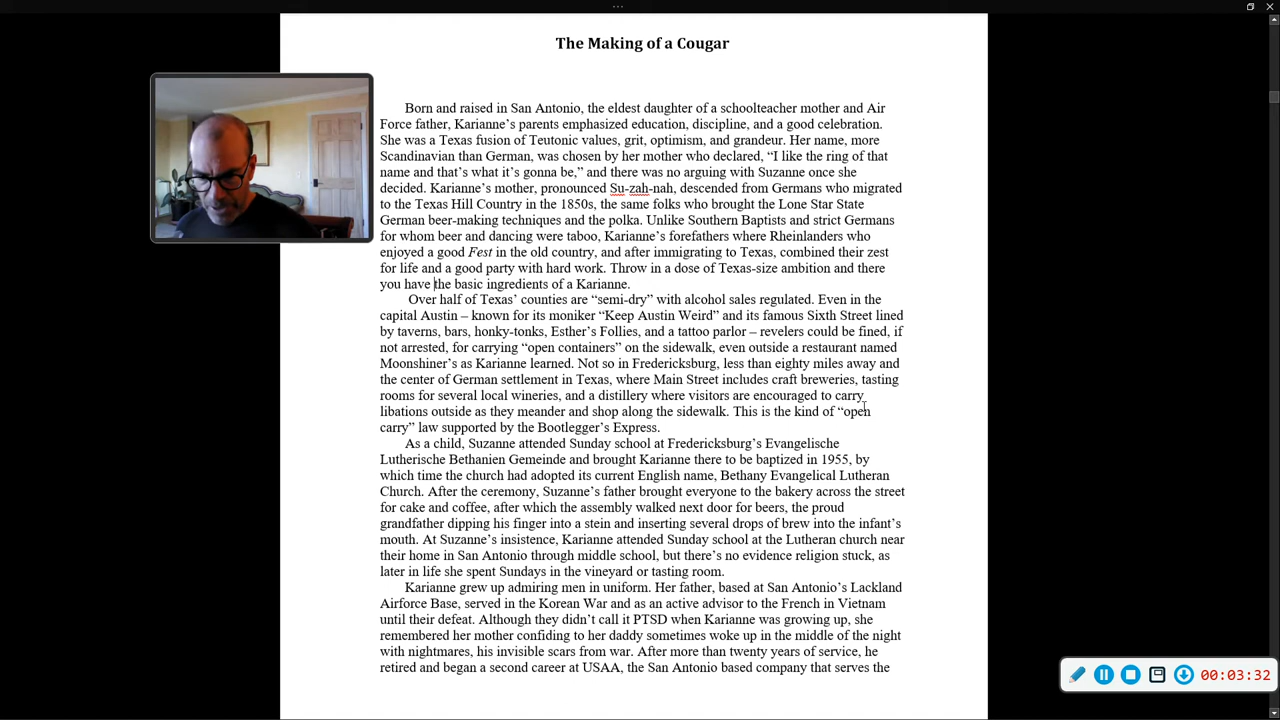 The Making of a Cougar
Born and raised in San Antonio, the eldest daughter of a schoolteacher mother and Air
Force father, Karianne’s parents emphasized education, discipline, and a good celebration.
She was a Texas fusion of Teutonic values, grit, optimism, and grandeur. Her name, more
Scandinavian than German, was chosen by her mother who declared, “I like the ring of that
name and that’s what it’s gonna be,” and there was no arguing with Suzanne once she
decided. Karianne’s mother, pronounced Su-zah-nah, descended from Germans who migrated
to the Texas Hill Country in the 1850s, the same folks who brought the Lone Star State
German beer-making techniques and the polka. Unlike Southern Baptists and strict Germans
for whom beer and dancing were taboo, Karianne’s forefathers where Rheinlanders who
enjoyed a good Fest in the old country, and after immigrating to Texas, combined their zest
for life and a good party with hard work. Throw in a dose of Texas-size ambition and there
you have the basic ingredients of a Karianne.
Over half of Texas’ counties are “semi-dry” with alcohol sales regulated. Even in the
capital Austin – known for its moniker “Keep Austin Weird” and its famous Sixth Street lined
by taverns, bars, honky-tonks, Esther’s Follies, and a tattoo parlor – revelers could be fined, if
not arrested, for carrying “open containers” on the sidewalk, even outside a restaurant named
Moonshiner’s as Karianne learned. Not so in Fredericksburg, less than eighty miles away and
the center of German settlement in Texas, where Main Street includes craft breweries, tasting
rooms for several local wineries, and a distillery where visitors are encouraged to carry
libations outside as they meander and shop along the sidewalk. This is the kind of “open
carry” law supported by the Bootlegger’s Express.
As a child, Suzanne attended Sunday school at Fredericksburg’s Evangelische
Lutherische Bethanien Gemeinde and brought Karianne there to be baptized in 1955, by
which time the church had adopted its current English name, Bethany Evangelical Lutheran
Church. After the ceremony, Suzanne’s father brought everyone to the bakery across the street
for cake and coffee, after which the assembly walked next door for beers, the proud
grandfather dipping his finger into a stein and inserting several drops of brew into the infant’s
mouth. At Suzanne’s insistence, Karianne attended Sunday school at the Lutheran church near
their home in San Antonio through middle school, but there’s no evidence religion stuck, as
later in life she spent Sundays in the vineyard or tasting room.
Karianne grew up admiring men in uniform. Her father, based at San Antonio’s Lackland
Airforce Base, served in the Korean War and as an active advisor to the French in Vietnam
until their defeat. Although they didn’t call it PTSD when Karianne was growing up, she
remembered her mother confiding to her daddy sometimes woke up in the middle of the night
with nightmares, his invisible scars from war. After more than twenty years of service, he
retired and began a second career at USAA, the San Antonio based company that serves the
00:03:32